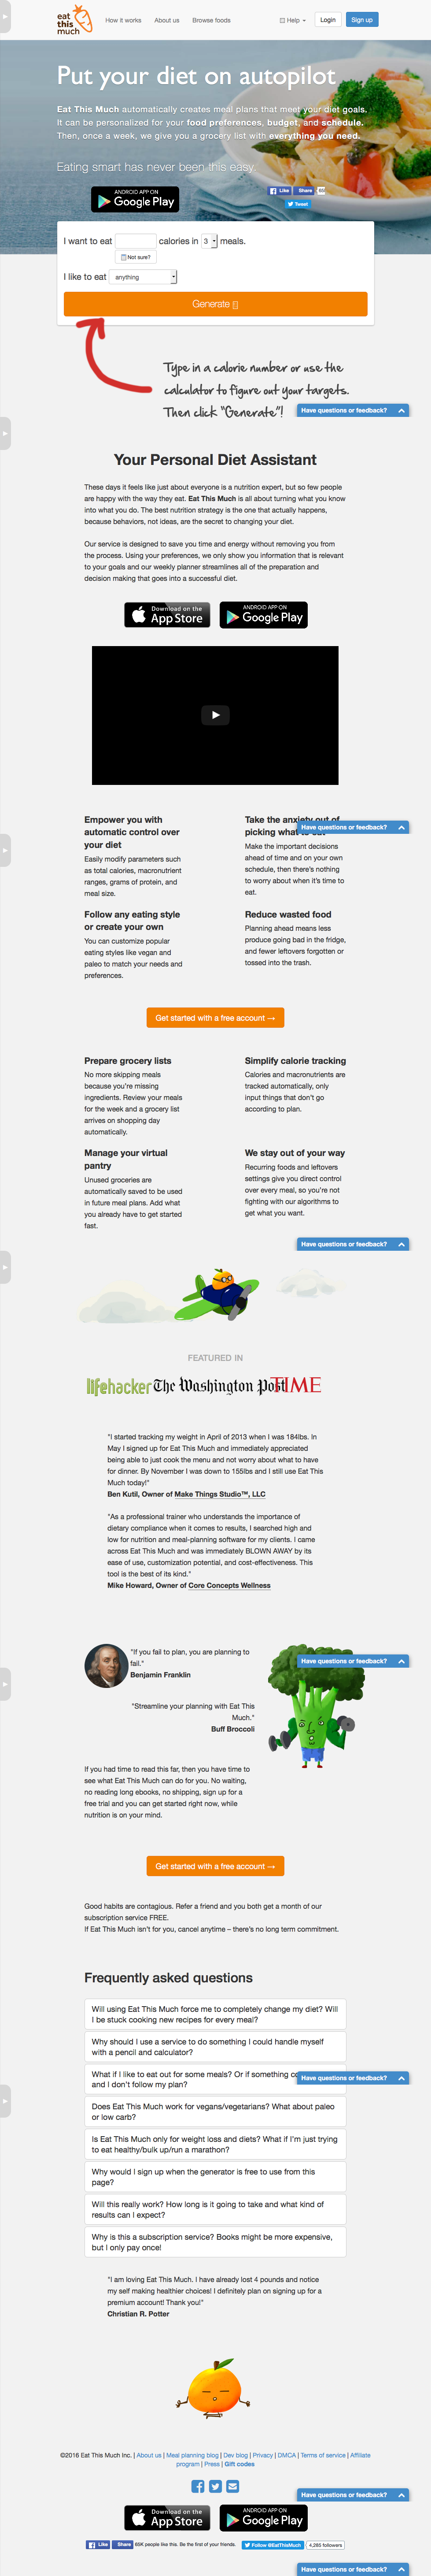 eat
this
much
How it works
About us
Browse foods
Help
Login
Sign up
Put your diet on autopilot
Eat This Much automatically creates meal plans that meet your diet goals.
It can be personalized for your food preferences, budget, and schedule.
Then, once a week, we give you a grocery list with everything you need.
Eating smart has never been this easy.
ANDROID APP ON
Google Play
Like
Share
Tweet
I want to eat calories in 3 meals.
Not sure?
I like to eat anything
Generate
Type in a calorie number or use the
calculator to figure out your targets.
Then click "Generate"!
Have questions or feedback?
Your Personal Diet Assistant
These days it feels like just about everyone is a nutrition expert, but so few people
are happy with the way they eat. Eat This Much is all about turning what you know
into what you do. The best nutrition strategy is the one that actually happens,
because behaviors, not ideas, are the secret to changing your diet.
Our service is designed to save you time and energy without removing you from
the process. Using your preferences, we only show you information that is relevant
to your goals and our weekly planner streamlines all of the preparation and
decision making that goes into a successful diet.
Download on the
App Store
ANDROID APP ON
Google Play
Empower you with
automatic control over
your diet
Easily modify parameters such
as total calories, macronutrient
ranges, grams of protein, and
meal size.
Take the anxiety out of
picking what to eat
Have questions or feedback?
Make the important decisions
ahead of time and on your own
schedule, then there's nothing
to worry about when it's time to
eat.
Follow any eating style
or create your own
You can customize popular
eating styles like vegan and
paleo to match your needs and
preferences.
Reduce wasted food
Planning ahead means less
produce going bad in the fridge,
and fewer leftovers forgotten or
tossed into the trash.
Get started with a free account →
Prepare grocery lists
No more skipping meals
because you're missing
ingredients. Review your meals
for the week and a grocery list
arrives on shopping day
automatically.
Simplify calorie tracking
Calories and macronutrients are
tracked automatically, only
input things that don't go
according to plan.
Manage your virtual
pantry
Unused groceries are
automatically saved to be used
in future meal plans. Add what
you already have to get started
fast.
We stay out of your way
Recurring foods and leftovers
settings give you direct control
over every meal, so you're not
fighting with our algorithms to
get what you want.
Have questions or feedback?
FEATURED IN
lifehacker
The Washington Post
TIME
"I started tracking my weight in April of 2013 when I was 184lbs. In
May I signed up for Eat This Much and immediately appreciated
being able to just cook the menu and not worry about what to have
for dinner. By November I was down to 155lbs and I still use Eat This
Much today!"
Ben Kutil, Owner of Make Things Studio™, LLC
"As a professional trainer who understands the importance of
dietary compliance when it comes to results, I searched high and
low for nutrition and meal-planning software for my clients. I came
across Eat This Much and was immediately BLOWN AWAY by its
ease of use, customization potential, and cost-effectiveness. This
tool is the best of its kind."
Mike Howard, Owner of Core Concepts Wellness
"If you fail to plan, you are planning to
fail."
Benjamin Franklin
Have questions or feedback?
"Streamline your planning with Eat This
Much."
Buff Broccoli
If you had time to read this far, then you have time to
see what Eat This Much can do for you. No waiting,
no reading long ebooks, no shipping, sign up for a
free trial and you can get started right now, while
nutrition is on your mind.
Get started with a free account →
Good habits are contagious. Refer a friend and you both get a month of our
subscription service FREE.
If Eat This Much isn't for you, cancel anytime – there's no long term commitment.
Frequently asked questions
Will using Eat This Much force me to completely change my diet? Will
I be stuck cooking new recipes for every meal?
Why should I use a service to do something I could handle myself
with a pencil and calculator?
What if I like to eat out for some meals? Or if something
and I don't follow my plan?
Have questions or feedback?
Does Eat This Much work for vegans/vegetarians? What about paleo
or low carb?
Is Eat This Much only for weight loss and diets? What if I'm just trying
to eat healthy/bulk up/run a marathon?
Why would I sign up when the generator is free to use from this
page?
Will this really work? How long is it going to take and what kind of
results can I expect?
Why is this a subscription service? Books might be more expensive,
but I only pay once!
"I am loving Eat This Much. I have already lost 4 pounds and notice
my self making healthier choices! I definitely plan on signing up for a
premium account! Thank you!"
Christian R. Potter
©2016 Eat This Much Inc. | About us | Meal planning blog | Dev blog | Privacy | DMCA | Terms of service | Affiliate
program | Press | Gift codes
Have questions or feedback?
Download on the
App Store
ANDROID APP ON
Google Play
Like
Share
65K people like this. Be the first of your friends.
Follow @EatThisMuch
4,285 followers
Have questions or feedback?